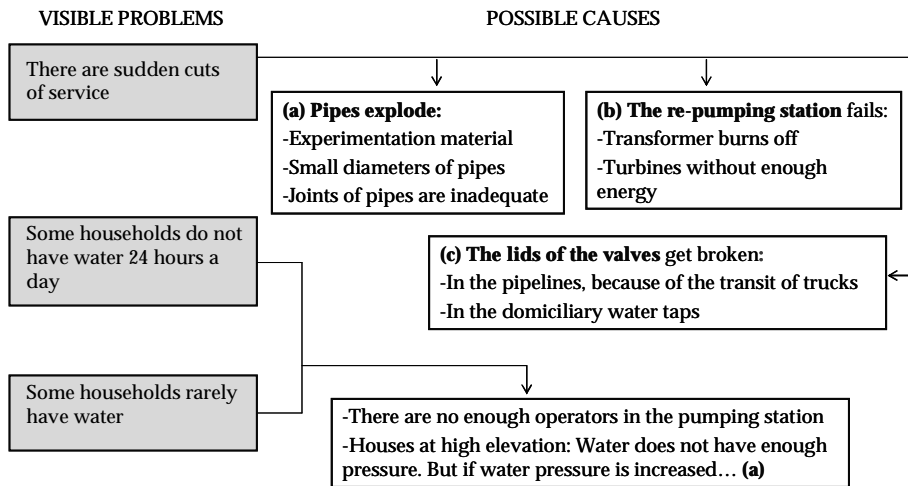 VISIBLE PROBLEMS
POSSIBLE CAUSES
There are sudden cuts
of service
(a) Pipes explode:
-Experimentation material
-Small diameters of pipes
-Joints of pipes are inadequate
(b) The re-pumping station fails:
-Transformer burns off
-Turbines without enough
energy
Some households do not
have water 24 hours a
day
(c) The lids of the valves get broken:
-In the pipelines, because of the transit of trucks
-In the domiciliary water taps
Some households rarely
have water
-There are no enough operators in the pumping station
-Houses at high elevation: Water does not have enough
pressure. But if water pressure is increased… (a)